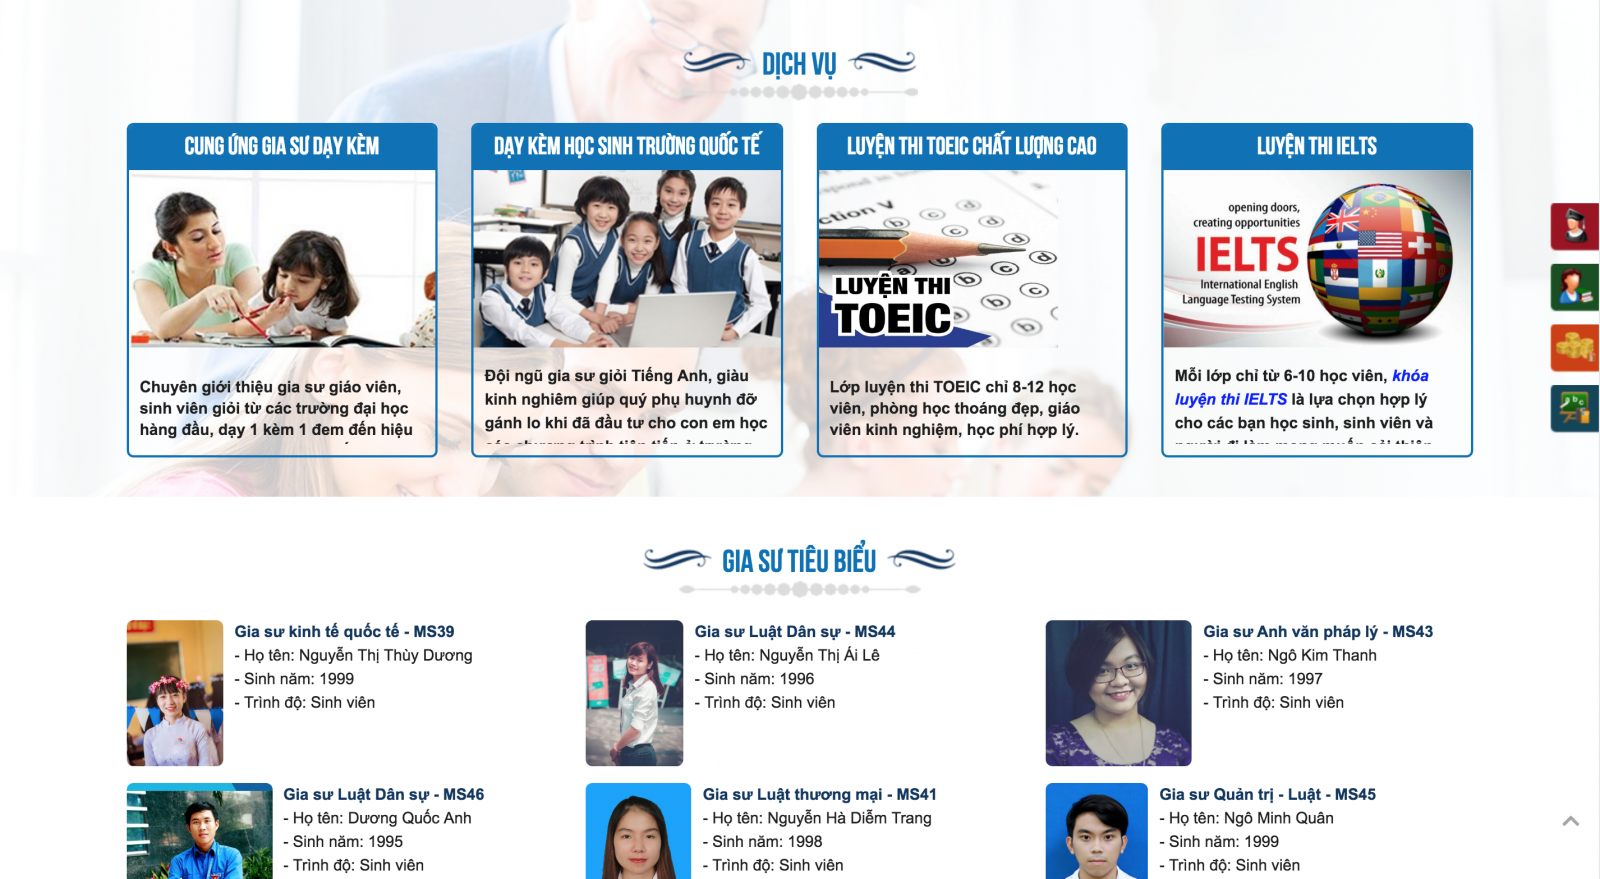 DỊCH VỤ
CUNG ỨNG GIA SƯ DẠY KÈM
Chuyên giới thiệu gia sư giáo viên,
sinh viên giỏi từ các trường đại học
hàng đầu, dạy 1 kèm 1 đem đến hiệu
DẠY KÈM HỌC SINH TRƯỜNG QUỐC TẾ
Đội ngũ gia sư giỏi Tiếng Anh, giàu
kinh nghiêm giúp quý phụ huynh đỡ
gánh lo khi đã đầu tư cho con em học
LUYỆN THI TOEIC CHẤT LƯỢNG CAO
ction V
LUYỆN THI
TOEIC
Lớp luyện thi TOEIC chỉ 8-12 học
viên, phòng học thoáng đẹp, giáo
viên kinh nghiệm, học phí hợp lý.
LUYỆN THI IELTS
opening doors,
creating opportunities
IELTS
International English
Language Testing System
Mỗi lớp chỉ từ 6-10 học viên, khóa
luyện thi IELTS là lựa chọn hợp lý
cho các bạn học sinh, sinh viên và
GIA SƯ TIÊU BIỂU
Gia sư kinh tế quốc tế - MS39
- Họ tên: Nguyễn Thị Thùy Dương
- Sinh năm: 1999
- Trình độ: Sinh viên
Gia sư Luật Dân sự - MS44
- Họ tên: Nguyễn Thị Ái Lê
- Sinh năm: 1996
- Trình độ: Sinh viên
Gia sư Anh văn pháp lý - MS43
- Họ tên: Ngô Kim Thanh
- Sinh năm: 1997
- Trình độ: Sinh viên
Gia sư Luật Dân sự - MS46
- Họ tên: Dương Quốc Anh
- Sinh năm: 1995
- Trình độ: Sinh viên
Gia sư Luật thương mại - MS41
- Họ tên: Nguyễn Hà Diễm Trang
- Sinh năm: 1998
- Trình độ: Sinh viên
Gia sư Quản trị - Luật - MS45
- Họ tên: Ngô Minh Quân
- Sinh năm: 1999
- Trình độ: Sinh viên